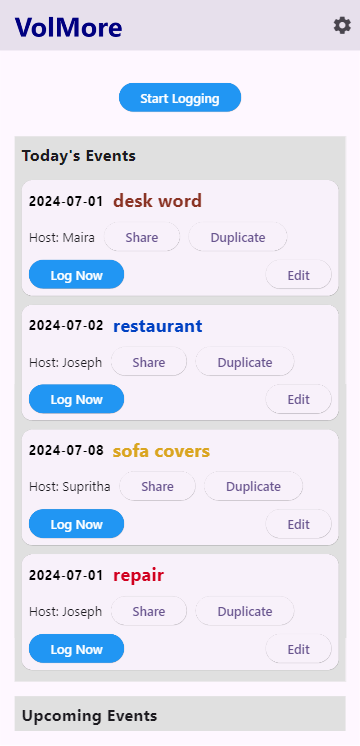 VolMore
Start Logging
Today's Events
2024-07-01 desk word
Host: Maira Share Duplicate
Log Now Edit
2024-07-02 restaurant
Host: Joseph Share Duplicate
Log Now Edit
2024-07-08 sofa covers
Host: Supritha Share Duplicate
Log Now Edit
2024-07-01 repair
Host: Joseph Share Duplicate
Log Now Edit
Upcoming Events